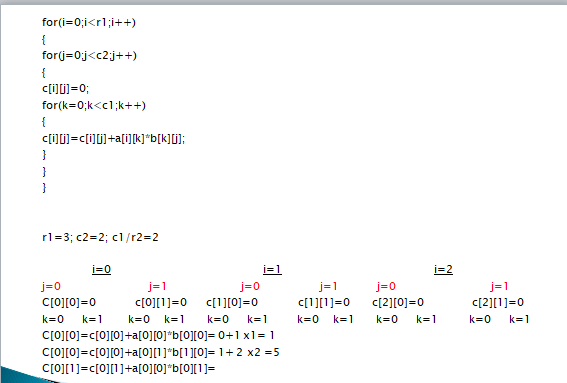 for(i=0;i<r1;i++)
{
for(j=0;j<c2;j++)
{
c[i][j]=0;
for(k=0;k<c1;k++)
{
c[i][j]=c[i][j]+a[i][k]*b[k][j];
}
}
}
r1=3; c2=2; c1/r2=2
i=0 i=1 i=2
j=0 j=1 j=0 j=1 j=0 j=1
C[0][0]=0 c[0][1]=0 c[1][0]=0 c[1][1]=0 c[2][0]=0 c[2][1]=0
k=0 k=1 k=0 k=1 k=0 k=1 k=0 k=1 k=0 k=1 k=0 k=1
C[0][0]=c[0][0]+a[0][0]*b[0][0]= 0+1 x1= 1
C[0][0]=c[0][0]+a[0][1]*b[1][0]= 1+ 2 x2 =5
C[0][1]=c[0][1]+a[0][0]*b[0][1]=